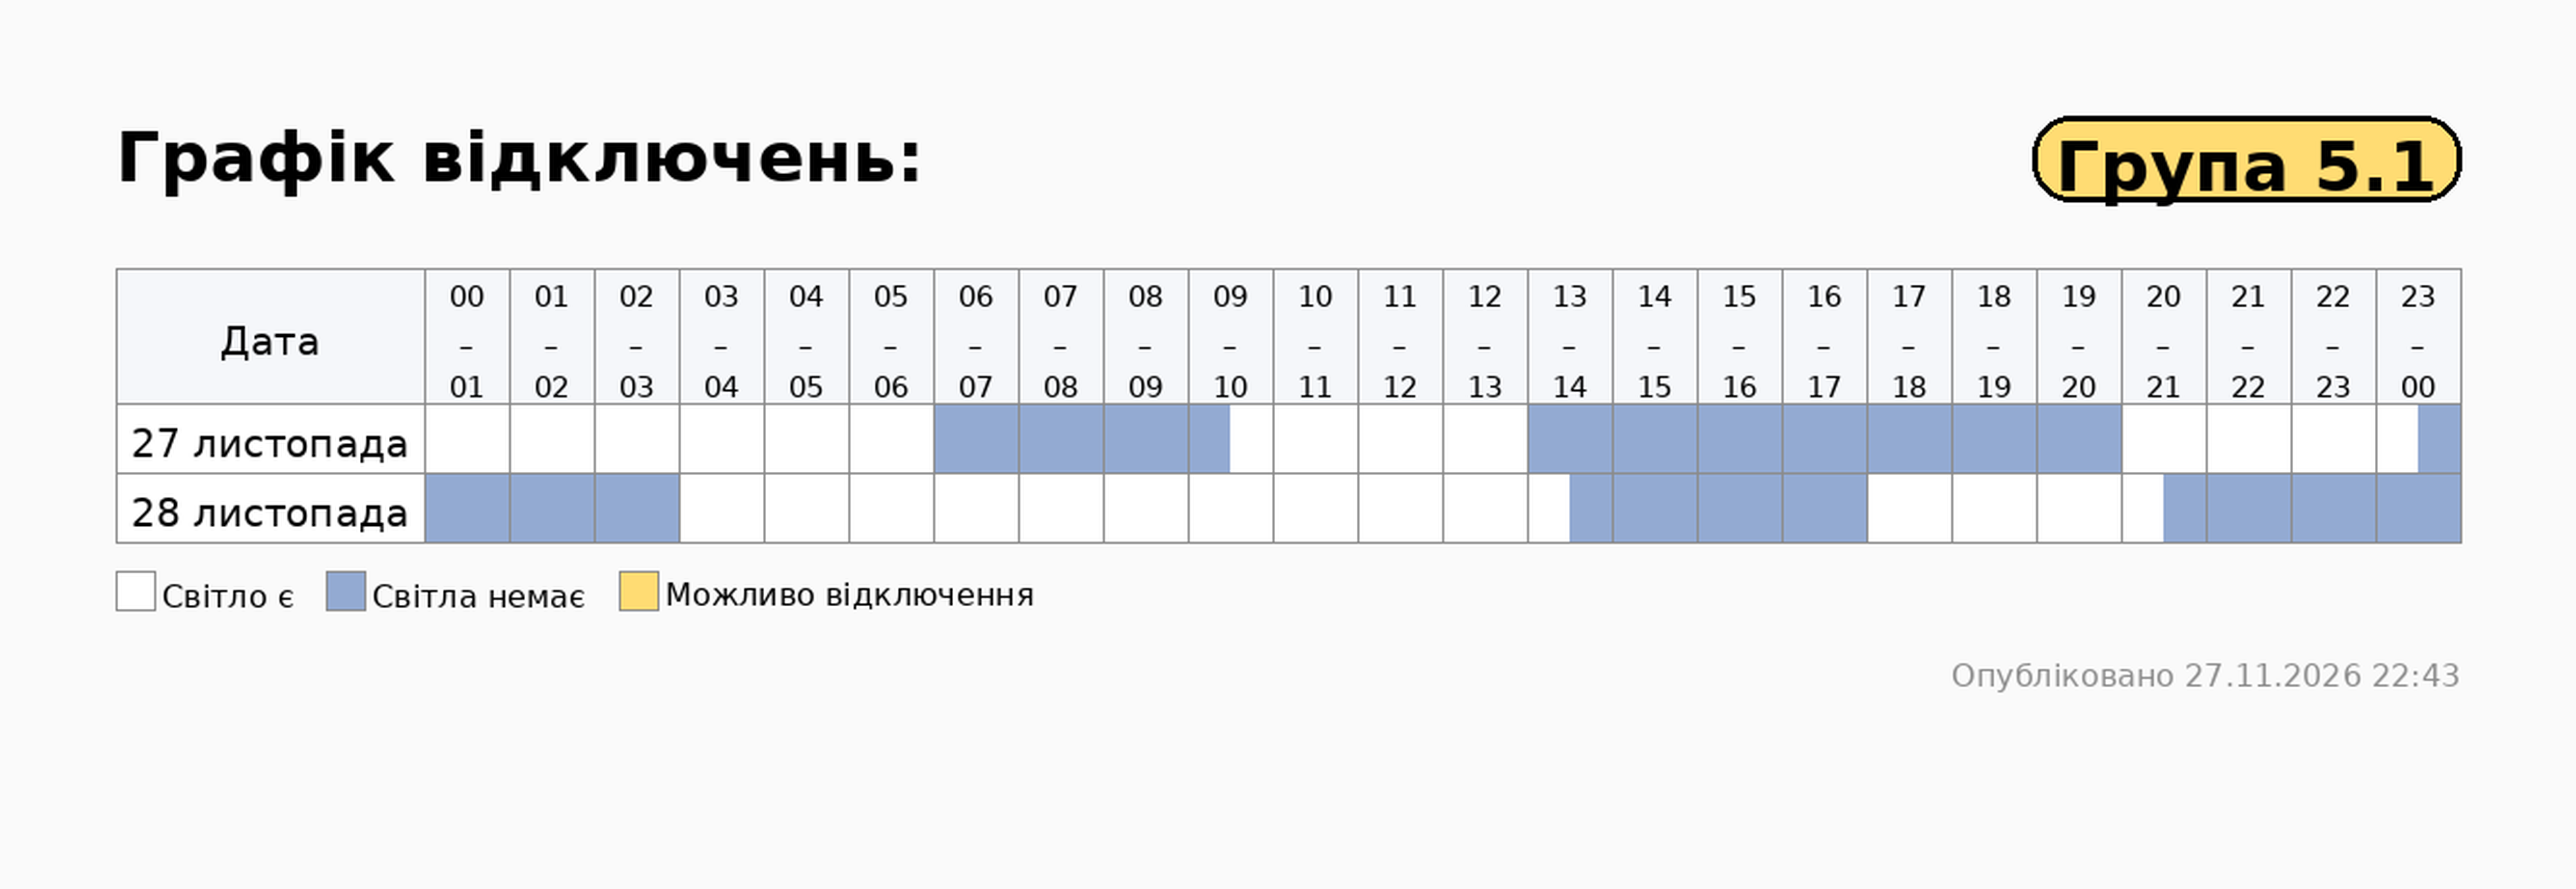 Графік відключень:
Група 5.1
Дата
00 – 01
01 – 02
02 – 03
03 – 04
04 – 05
05 – 06
06 – 07
07 – 08
08 – 09
09 – 10
10 – 11
11 – 12
12 – 13
13 – 14
14 – 15
15 – 16
16 – 17
17 – 18
18 – 19
19 – 20
20 – 21
21 – 22
22 – 23
23 – 00
27 листопада
28 листопада
Світло є
Світла немає
Можливо відключення
Опубліковано 27.11.2026 22:43